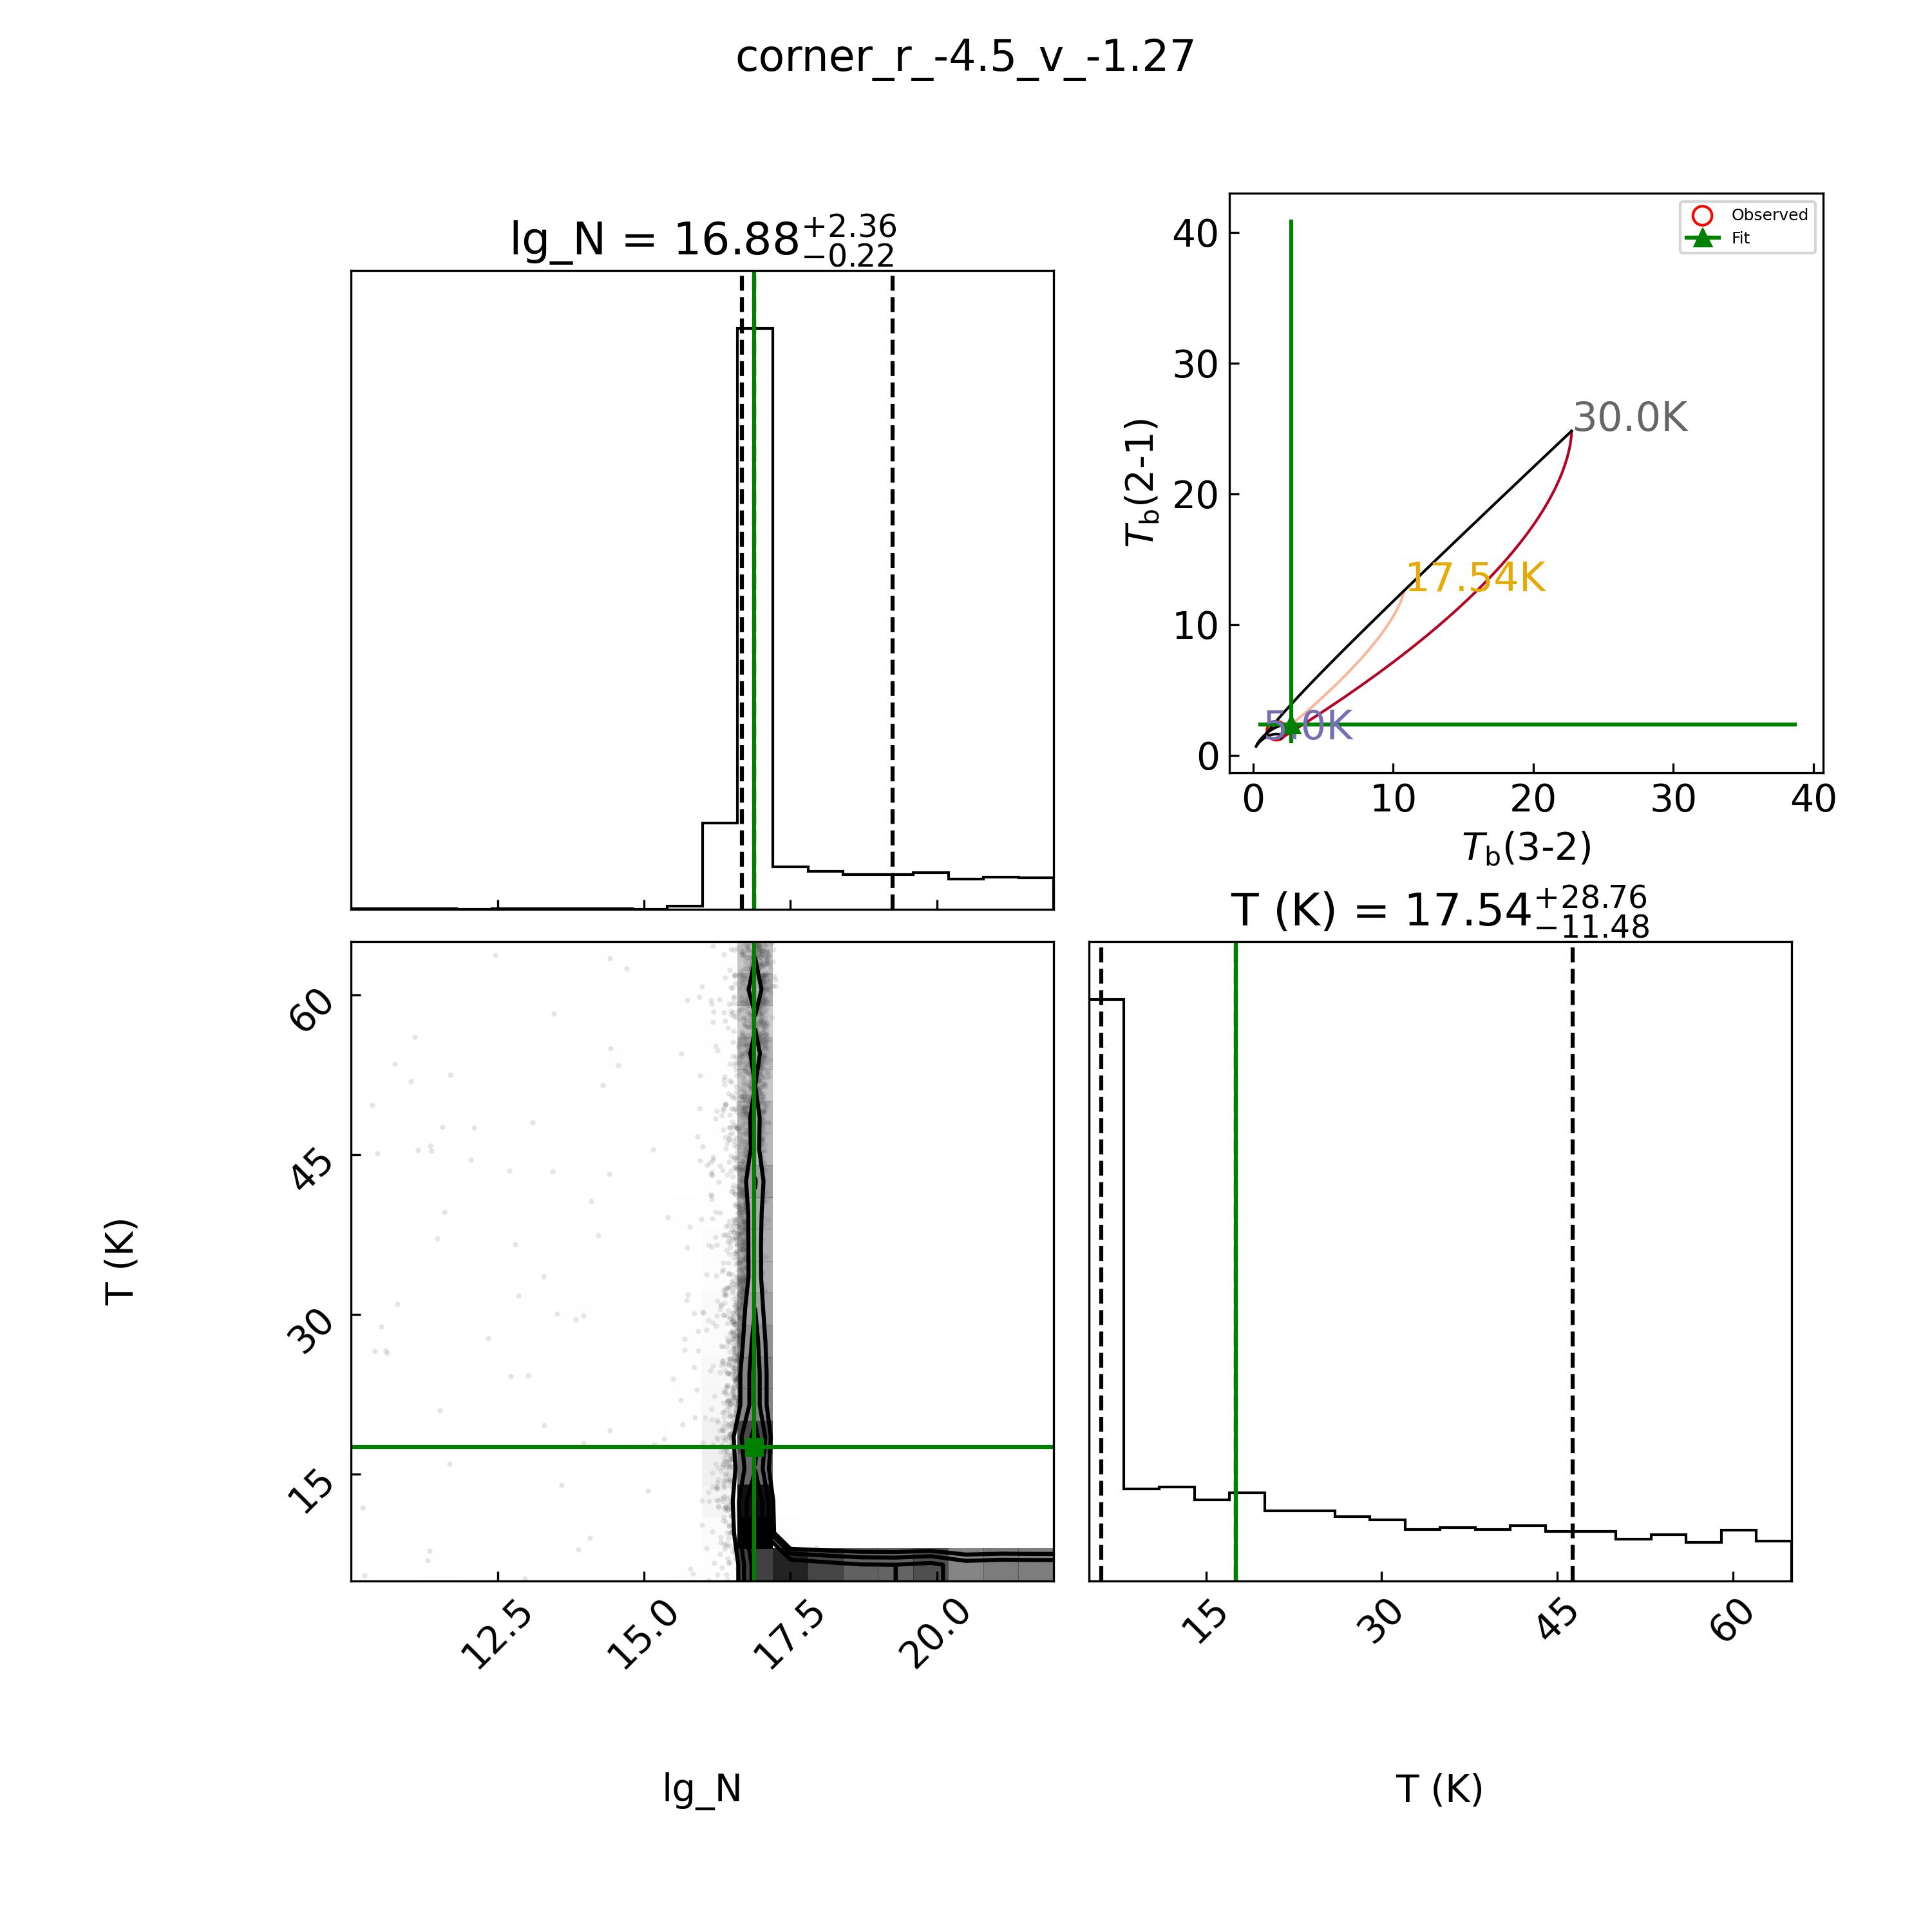 corner_r_-4.5_v_-1.27
lg_N = 16.88+2.36−0.22
40
30
20
10
0
T_b(2-1)
Observed
Fit
30.0K
17.54K
5.0K
0 10 20 30 40
T_b(3-2)
T (K) = 17.54+28.76−11.48
60
45
30
15
T (K)
12.5 15.0 17.5 20.0
15 30 45 60
lg_N
T (K)